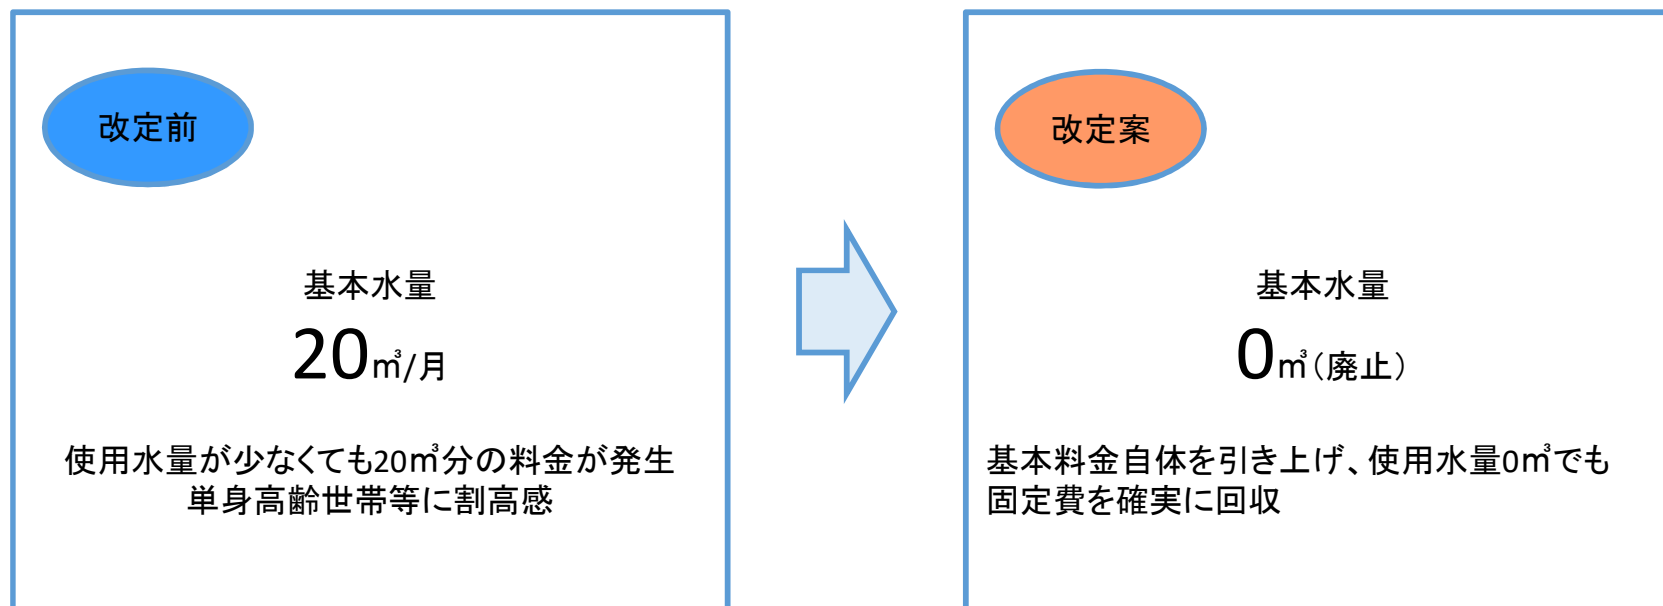 改定前
基本水量
20㎥/月
使用水量が少なくても20㎥分の料金が発生
単身高齢世帯等に割高感
改定案
基本水量
0㎥(廃止)
基本料金自体を引き上げ、使用水量0㎥でも
固定費を確実に回収